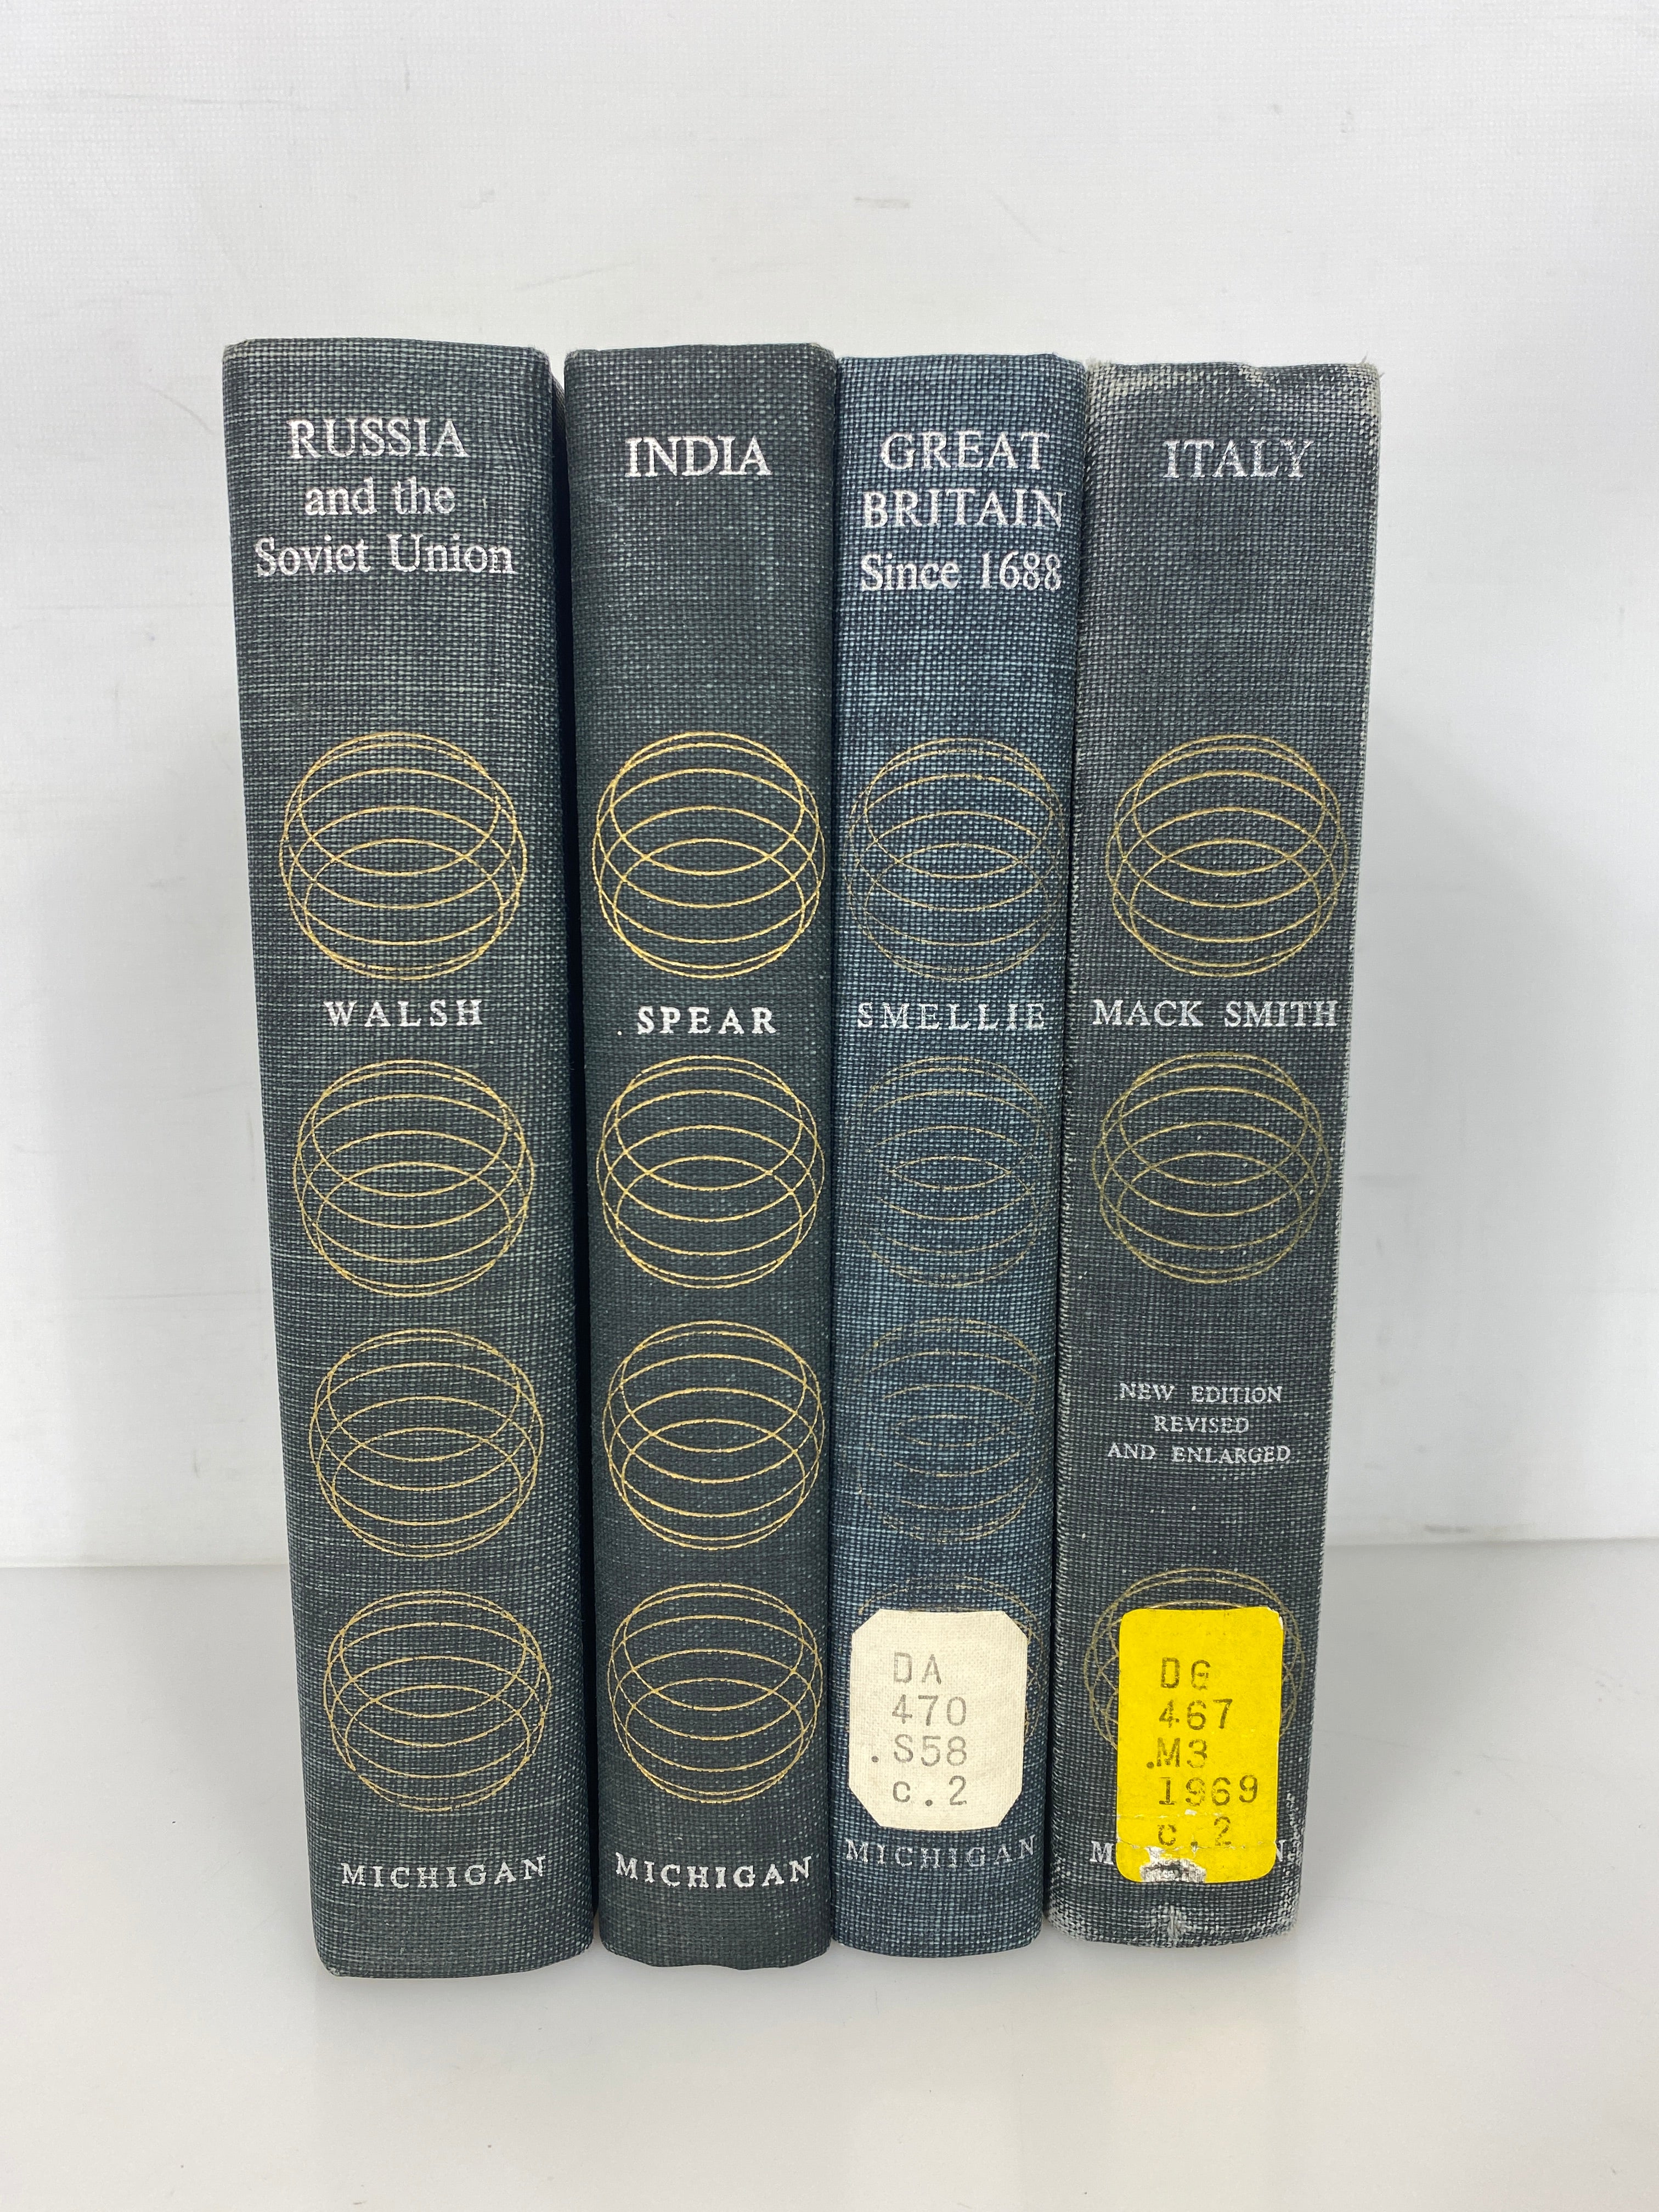 RUSSIA
and the
Soviet Union
WALSH
MICHIGAN
INDIA
SPEAR
MICHIGAN
GREAT
BRITAIN
Since 1688
SMELLIE
DA
470
.S58
c.2
MICHIGAN
ITALY
MACK SMITH
NEW EDITION
REVISED
AND ENLARGED
DG
467
.M3
1969
c.2